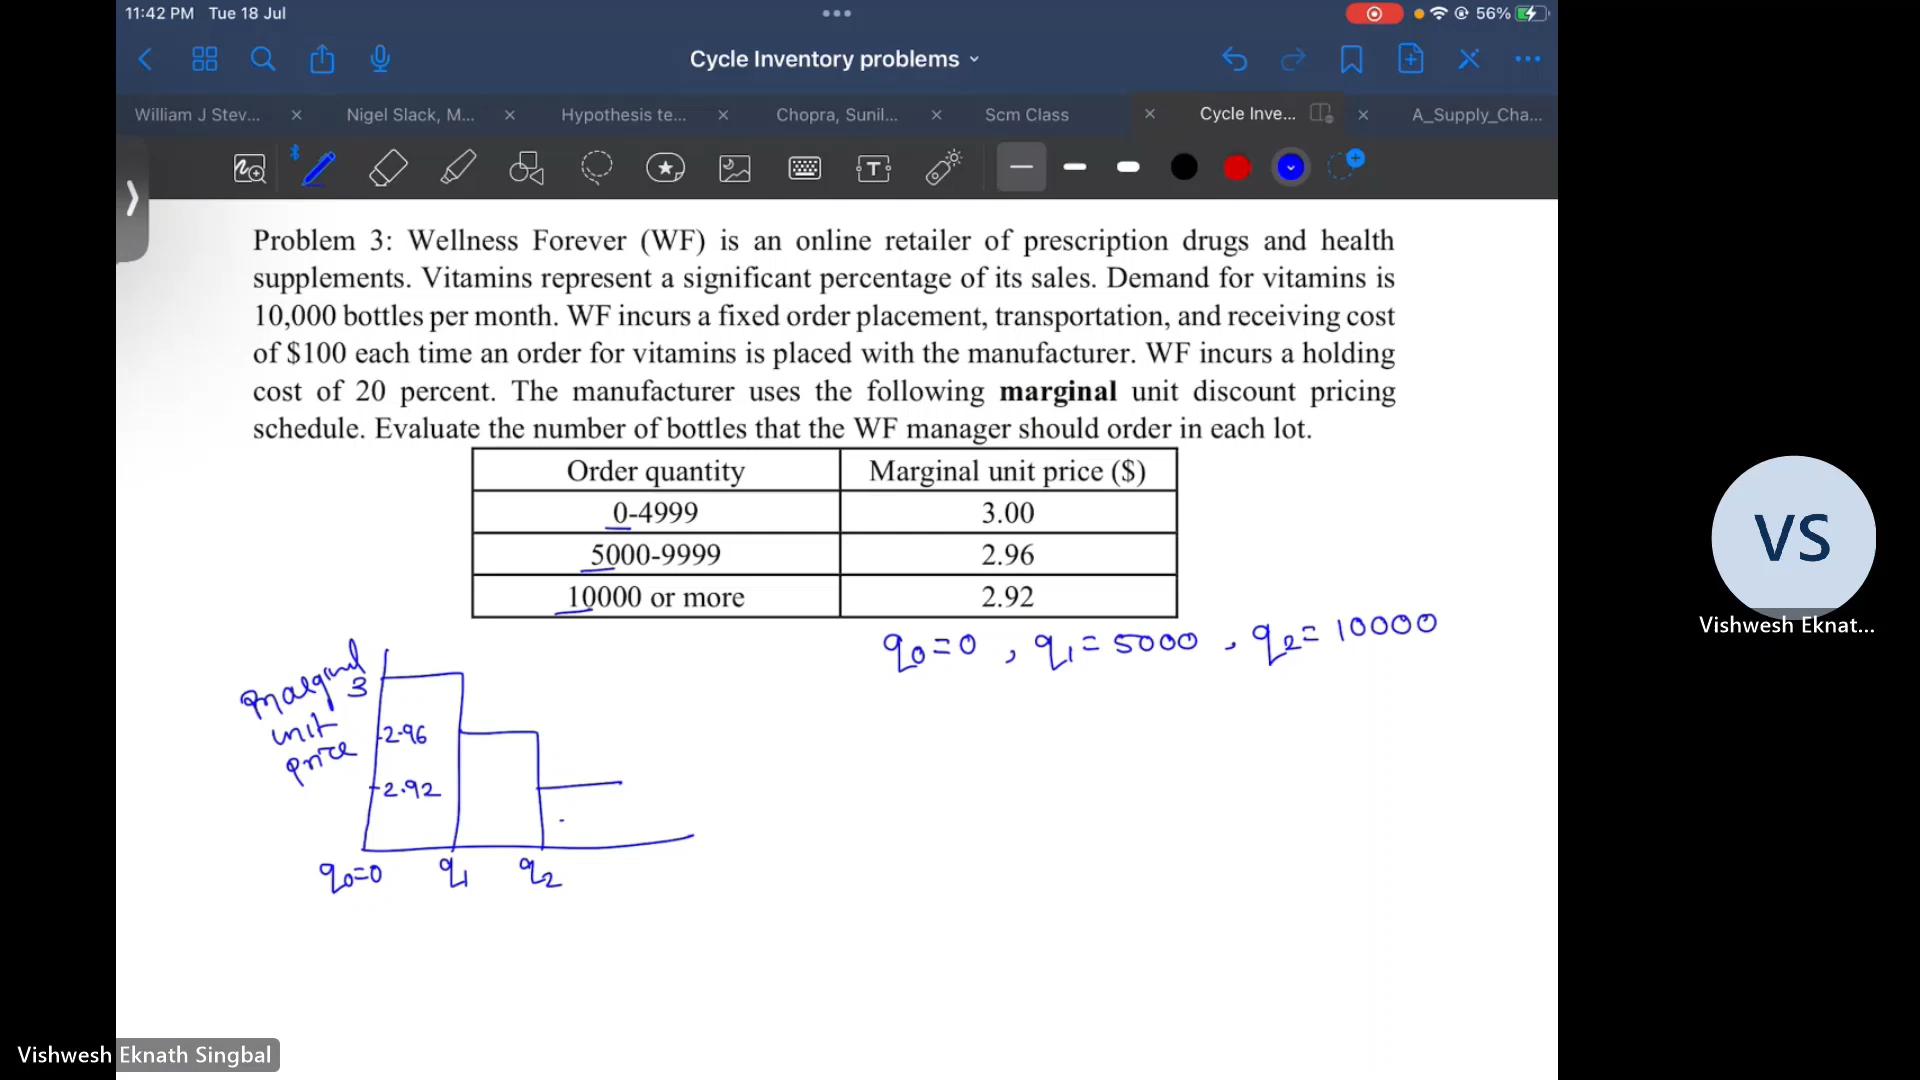 11:42 PM Tue 18 Jul
56%
Cycle Inventory problems
William J Stev...
Nigel Slack, M...
Hypothesis te...
Chopra, Sunil...
Scm Class
Cycle Inve...
A_Supply_Cha...
Problem 3: Wellness Forever (WF) is an online retailer of prescription drugs and health
supplements. Vitamins represent a significant percentage of its sales. Demand for vitamins is
10,000 bottles per month. WF incurs a fixed order placement, transportation, and receiving cost
of $100 each time an order for vitamins is placed with the manufacturer. WF incurs a holding
cost of 20 percent. The manufacturer uses the following marginal unit discount pricing
schedule. Evaluate the number of bottles that the WF manager should order in each lot.
Order quantity Marginal unit price ($)
0-4999 3.00
5000-9999 2.96
10000 or more 2.92
q0=0 , q1=5000 , q2=10000
marginal
unit
price
3
2.96
2.92
q0=0 q1 q2
VS
Vishwesh Eknat...
Vishwesh Eknath Singbal